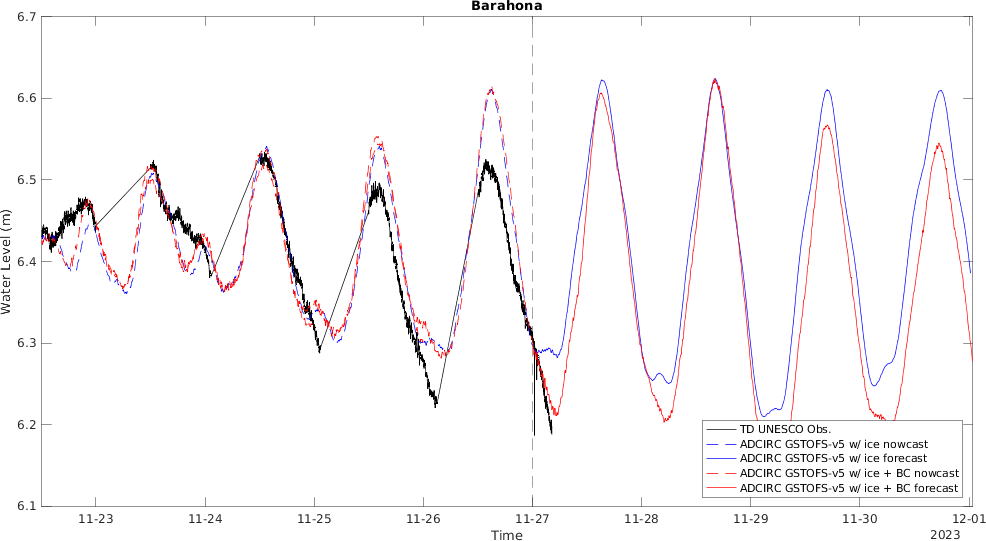 Barahona
6.7
6.6
6.5
6.4
6.3
6.2
6.1
Water Level (m)
TD UNESCO Obs.
ADCIRC GSTOFS-v5 w/ ice nowcast
ADCIRC GSTOFS-v5 w/ ice forecast
ADCIRC GSTOFS-v5 w/ ice + BC nowcast
ADCIRC GSTOFS-v5 w/ ice + BC forecast
11-23 11-24 11-25 11-26 11-27 11-28 11-29 11-30 12-01
Time
2023